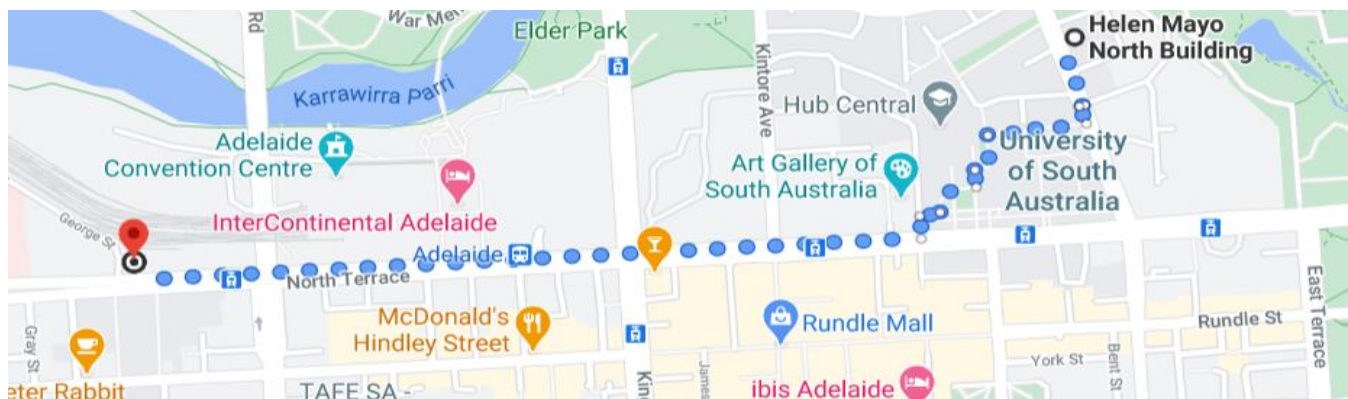 War Mem
Rd
Elder Park
Kintore Ave
Helen Mayo
North Building
Karrawirra Parri
Hub Central
Adelaide
Convention Centre
Art Gallery of
South Australia
University
of South
Australia
InterContinental Adelaide
George St
Adelaide
North Terrace
East Terrace
McDonald's
Hindley Street
Rundle Mall
Rundle St
Gray St
York St
Bent St
James
King
eter Rabbit
TAFE SA -
ibis Adelaide